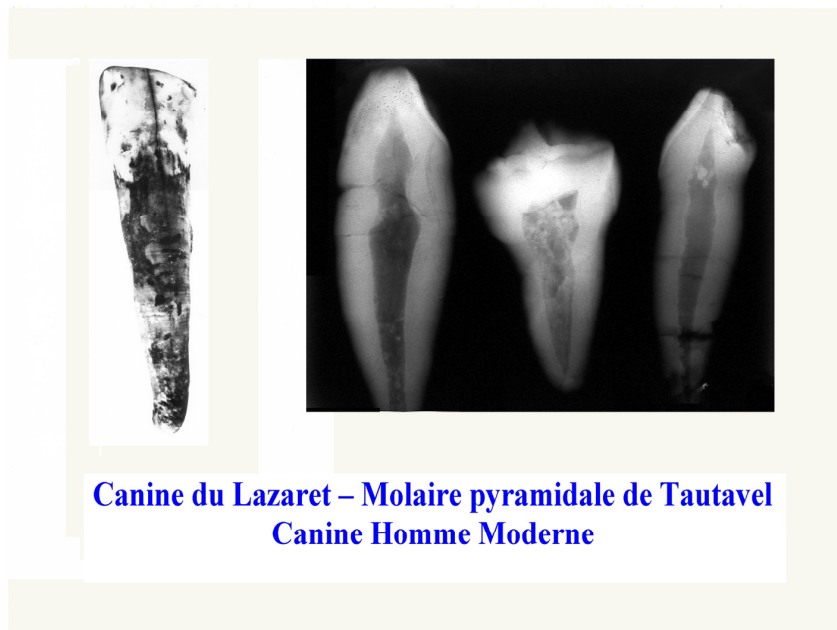 Canine du Lazaret – Molaire pyramidale de Tautavel
Canine Homme Moderne